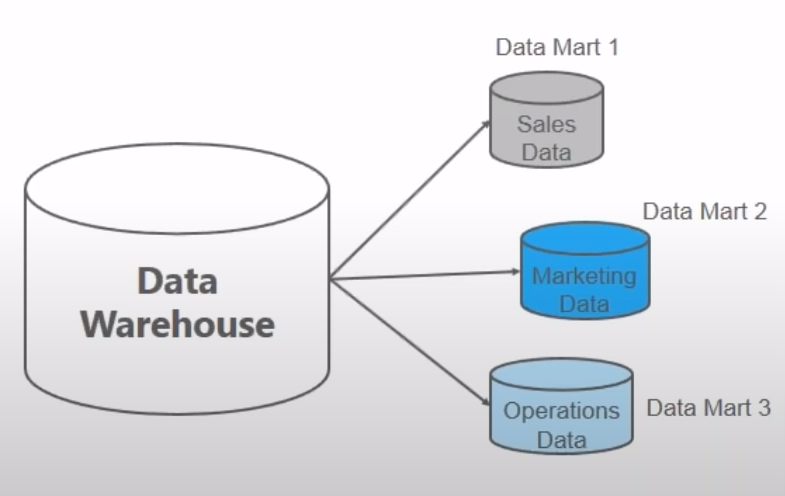 Data Mart 1
Sales
Data
Data Mart 2
Data
Warehouse
Marketing
Data
Operations
Data
Data Mart 3